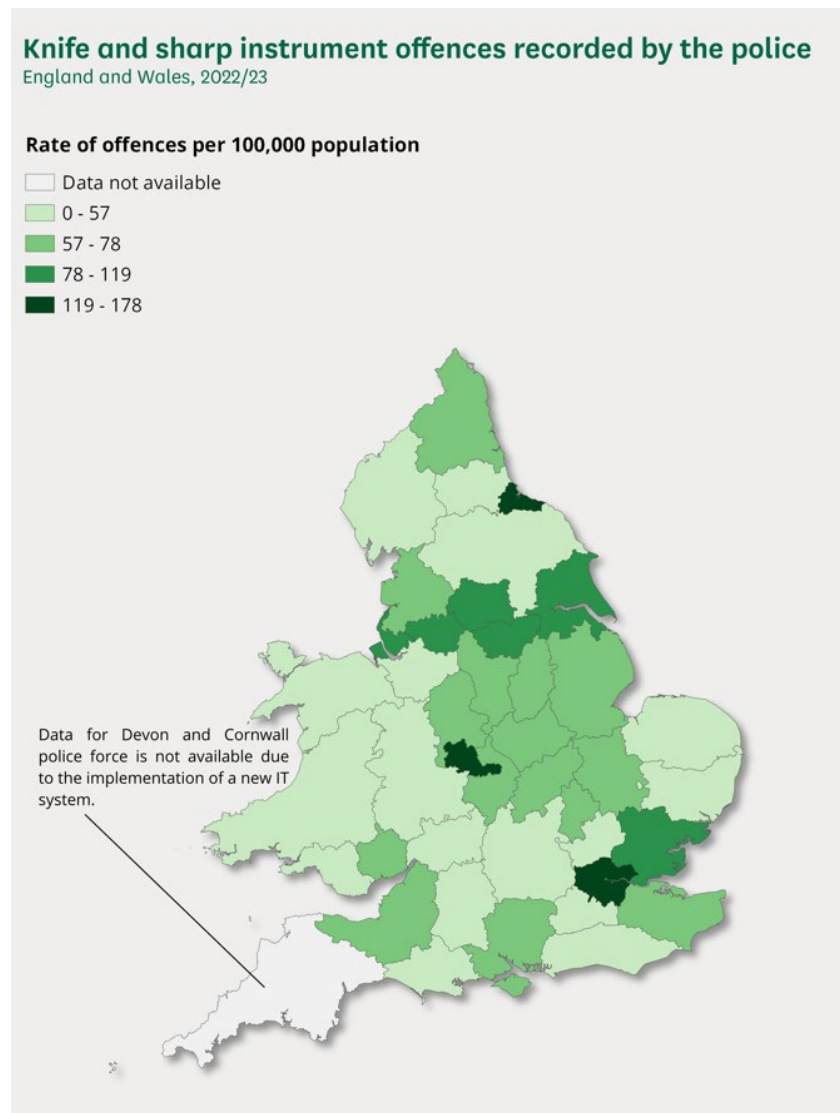 Knife and sharp instrument offences recorded by the police
England and Wales, 2022/23
Rate of offences per 100,000 population
Data not available
0 - 57
57 - 78
78 - 119
119 - 178
Data for Devon and Cornwall
police force is not available due
to the implementation of a new IT
system.